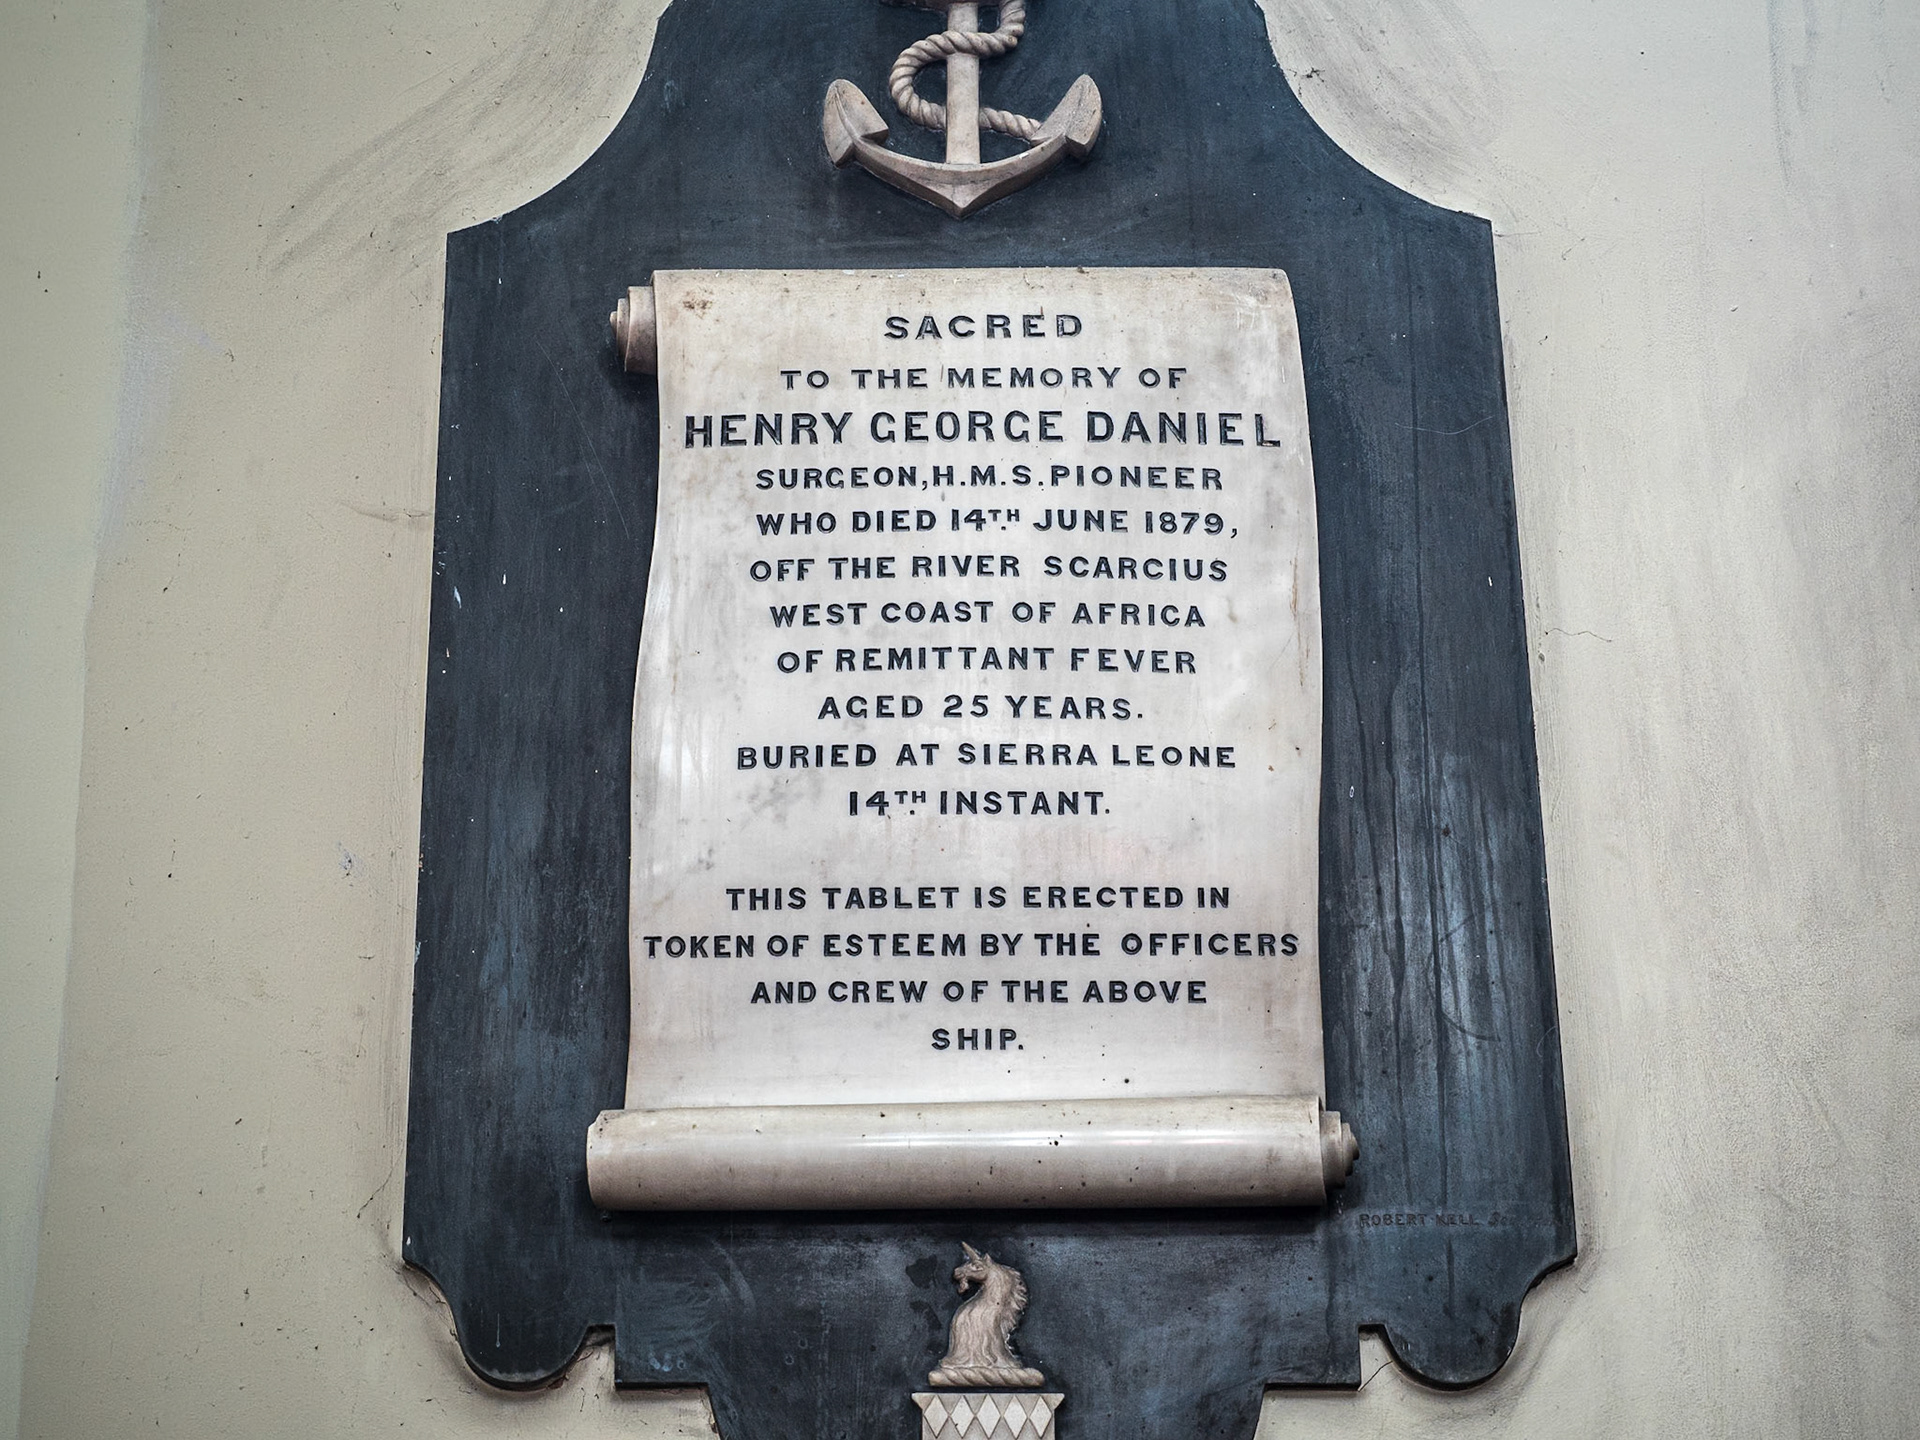 SACRED
TO THE MEMORY OF
HENRY GEORGE DANIEL
SURGEON, H.M.S. PIONEER
WHO DIED 14TH. JUNE 1879,
OFF THE RIVER SCARCIUS
WEST COAST OF AFRICA
OF REMITTANT FEVER
AGED 25 YEARS.
BURIED AT SIERRA LEONE
14TH. INSTANT.
THIS TABLET IS ERECTED IN
TOKEN OF ESTEEM BY THE OFFICERS
AND CREW OF THE ABOVE
SHIP.
ROBERT KELL